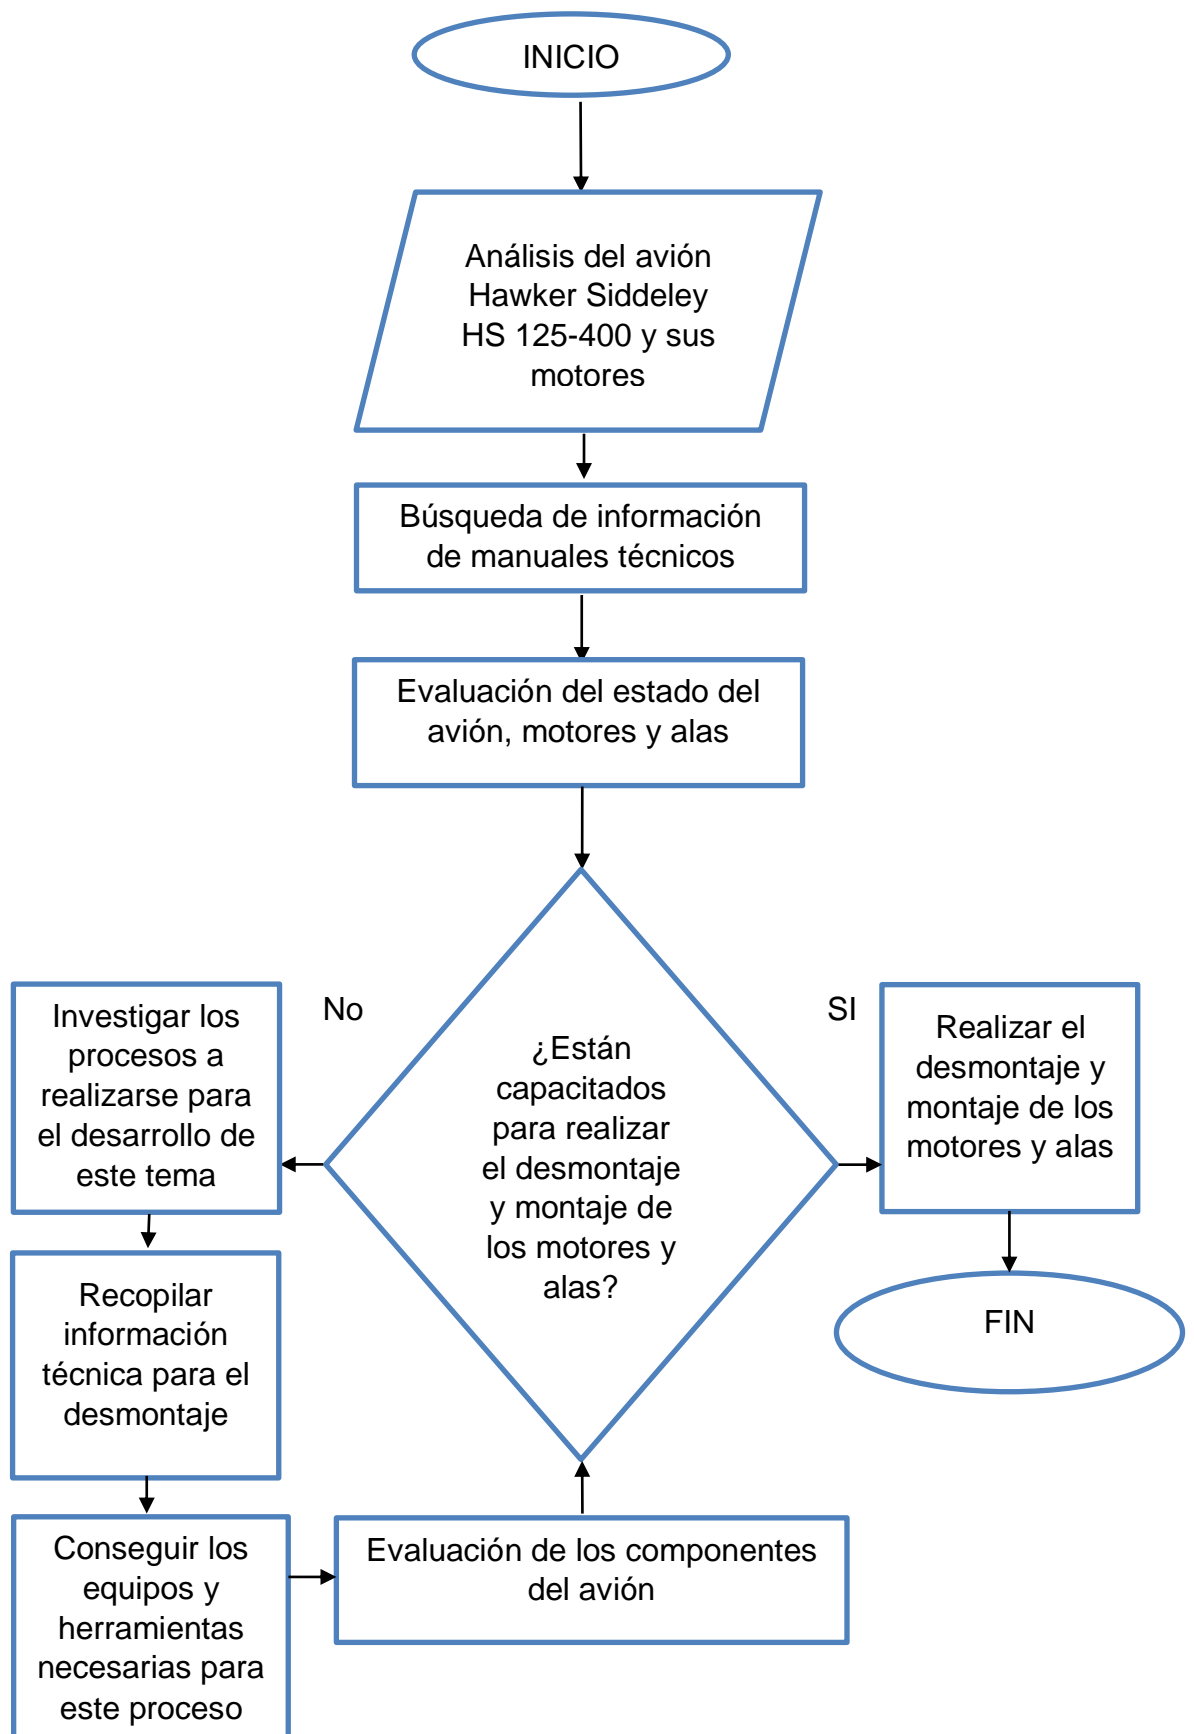 INICIO
Análisis del avión
Hawker Siddeley
HS 125-400 y sus
motores
Búsqueda de información
de manuales técnicos
Evaluación del estado del
avión, motores y alas
¿Están
capacitados
para realizar
el desmontaje
y montaje de
los motores y
alas?
No
Investigar los
procesos a
realizarse para
el desarrollo de
este tema
Recopilar
información
técnica para el
desmontaje
Conseguir los
equipos y
herramientas
necesarias para
este proceso
Evaluación de los componentes
del avión
SI
Realizar el
desmontaje y
montaje de los
motores y alas
FIN